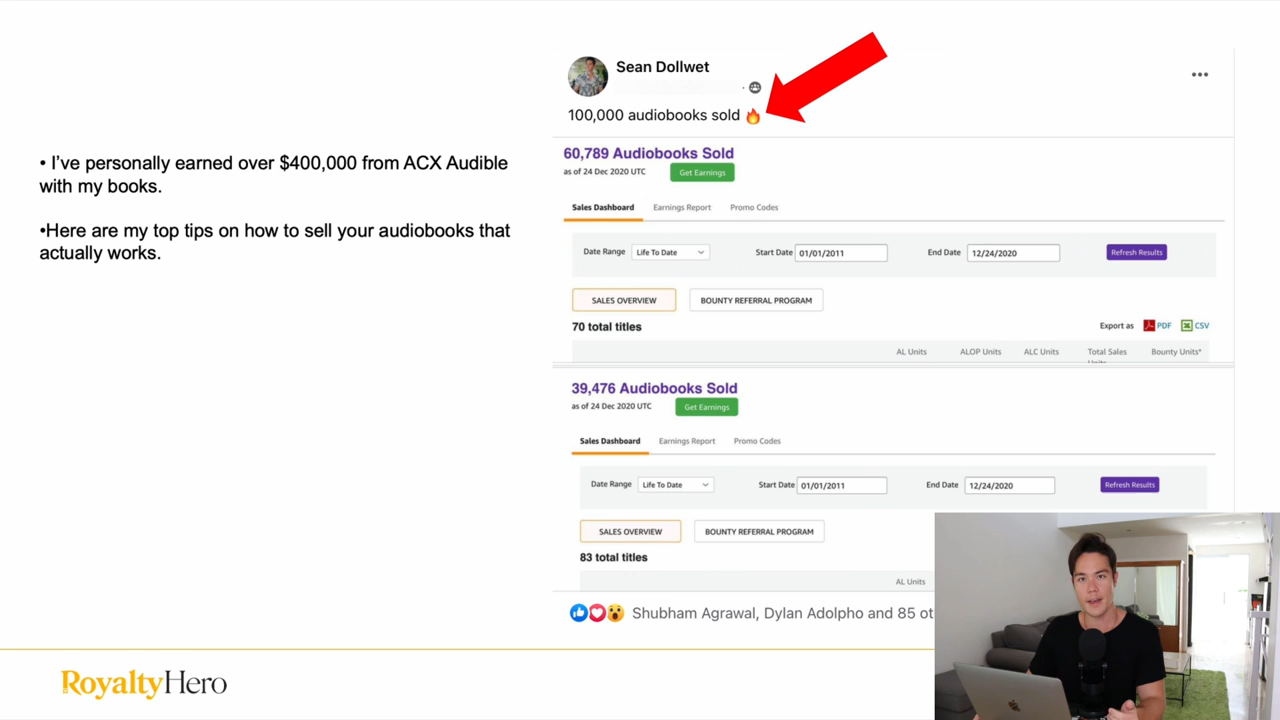 • I've personally earned over $400,000 from ACX Audible
with my books.
•Here are my top tips on how to sell your audiobooks that
actually works.
RoyaltyHero
Sean Dollwet
100,000 audiobooks sold 🔥
60,789 Audiobooks Sold
as of 24 Dec 2020 UTC Get Earnings
Sales Dashboard Earnings Report Promo Codes
Date Range Life To Date Start Date 01/01/2011 End Date 12/24/2020 Refresh Results
SALES OVERVIEW BOUNTY REFERRAL PROGRAM
70 total titles Export as PDF CSV
AL Units ALOP Units ALC Units Total Sales Bounty Units*
39,476 Audiobooks Sold
as of 24 Dec 2020 UTC Get Earnings
Sales Dashboard Earnings Report Promo Codes
Date Range Life To Date Start Date 01/01/2011 End Date 12/24/2020 Refresh Results
SALES OVERVIEW BOUNTY REFERRAL PROGRAM
83 total titles
AL Units
Shubham Agrawal, Dylan Adolpho and 85 ot